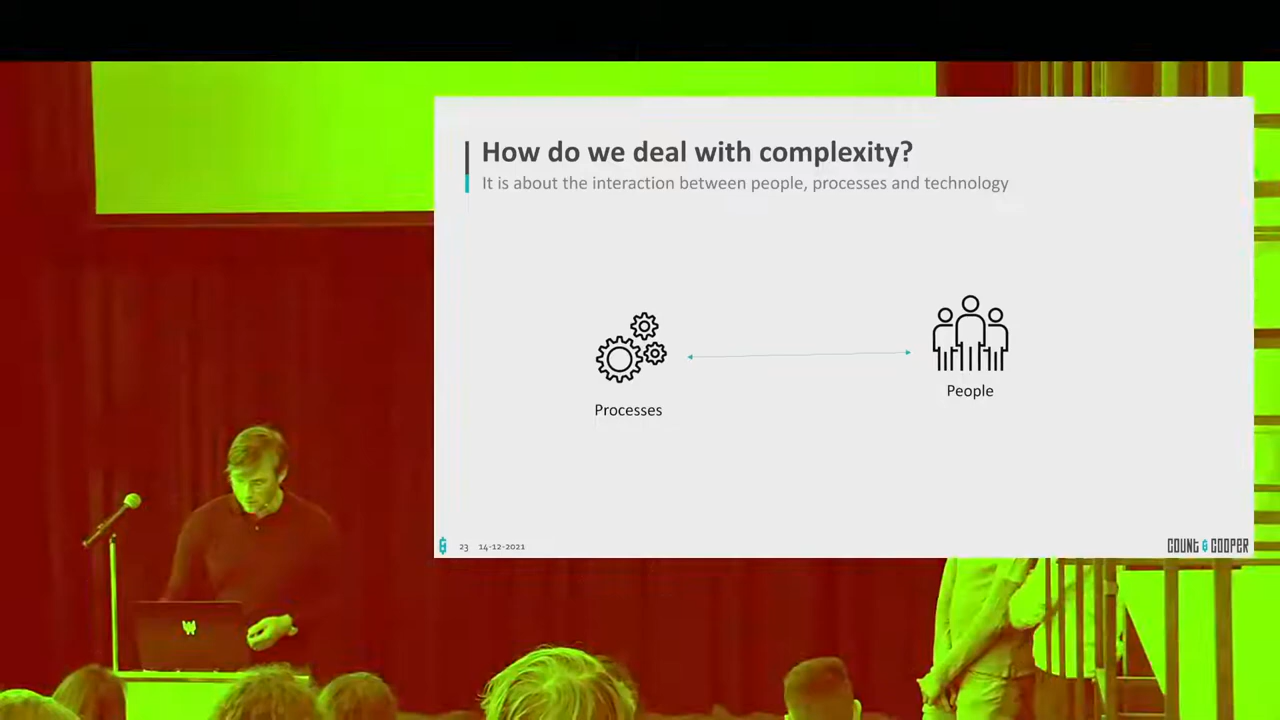 How do we deal with complexity?
It is about the interaction between people, processes and technology
Processes
People
23 14-12-2021
COUNT & COOPER